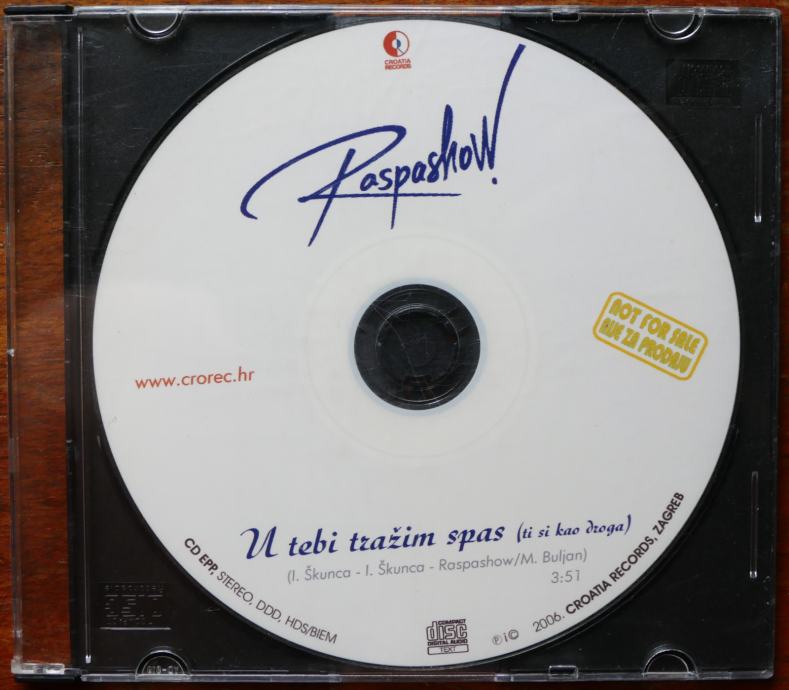 CROATIA
RECORDS
Raspashow!
NOT FOR SALE
NIJE ZA PRODAJU
www.crorec.hr
U tebi tražim spas (ti si kao droga)
(I. Škunca - I. Škunca - Raspashow/M. Buljan)
3:51
CD EPP, STEREO, DDD, HDS/BIEM
COMPACT
disc
DIGITAL AUDIO
TEXT
Ⓟi© 2006. CROATIA RECORDS, ZAGREB